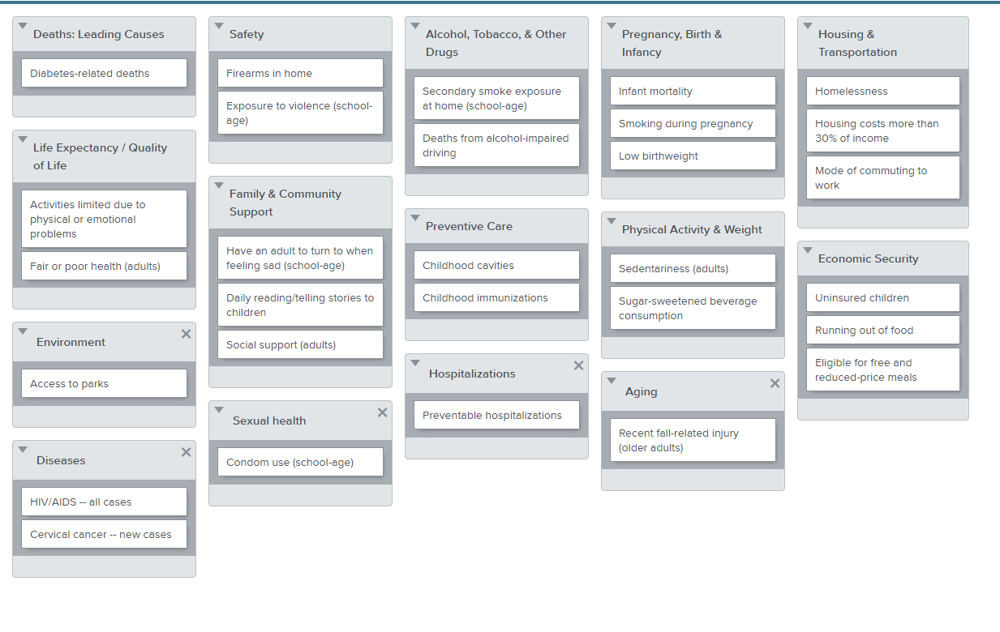 Deaths: Leading Causes
Diabetes-related deaths
Life Expectancy / Quality
of Life
Activities limited due to
physical or emotional
problems
Fair or poor health (adults)
Environment
Access to parks
Diseases
HIV/AIDS -- all cases
Cervical cancer -- new cases
Safety
Firearms in home
Exposure to violence (school-
age)
Family & Community
Support
Have an adult to turn to when
feeling sad (school-age)
Daily reading/telling stories to
children
Social support (adults)
Sexual health
Condom use (school-age)
Alcohol, Tobacco, & Other
Drugs
Secondary smoke exposure
at home (school-age)
Deaths from alcohol-impaired
driving
Preventive Care
Childhood cavities
Childhood immunizations
Hospitalizations
Preventable hospitalizations
Pregnancy, Birth &
Infancy
Infant mortality
Smoking during pregnancy
Low birthweight
Physical Activity & Weight
Sedentariness (adults)
Sugar-sweetened beverage
consumption
Aging
Recent fall-related injury
(older adults)
Housing &
Transportation
Homelessness
Housing costs more than
30% of income
Mode of commuting to
work
Economic Security
Uninsured children
Running out of food
Eligible for free and
reduced-price meals